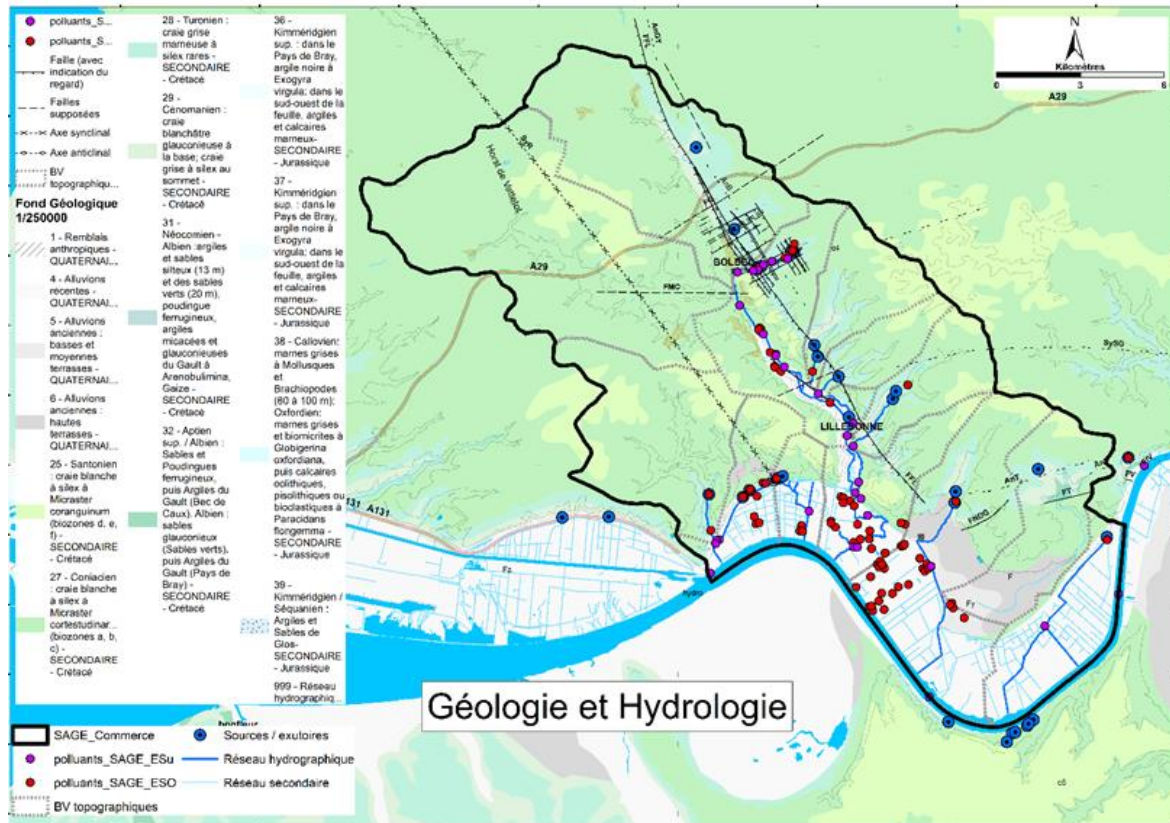 polluants_S...
polluants_S...
Faille (avec
indication du
regard)
Failles
supposées
Axe synclinal
Axe anticlinal
BV
topographiqu...
Fond Géologique
1/250000
1 - Remblais
anthropiques -
QUATERNAI...
4 - Alluvions
récentes -
QUATERNAI...
5 - Alluvions
anciennes :
basses et
moyennes
terrasses -
QUATERNAI...
6 - Alluvions
anciennes :
hautes
terrasses -
QUATERNAI...
25 - Santonien
: craie blanche
à silex à
Micraster
coranguinum
(biozones d, e,
f) -
SECONDAIRE
- Crétacé
27 - Coniacien
: craie blanche
à silex à
Micraster
cortestudinar...
(biozones a, b,
c) -
SECONDAIRE
- Crétacé
28 - Turonien :
craie grise
marneuse à
silex rares -
SECONDAIRE
- Crétacé
29 -
Cénomanien :
craie
blanchâtre
glauconieuse à
la base; craie
grise à silex au
sommet -
SECONDAIRE
- Crétacé
31 -
Néocomien -
Albien :argiles
et sables
silteux (13 m)
et des sables
verts (20 m),
poudingue
ferrugineux,
argiles
micacées et
glauconieuses
du Gault à
Arenobulimina,
Gaize -
SECONDAIRE
- Crétacé
32 - Aptien
sup. / Albien :
Sables et
Poudingues
ferrugineux,
puis Argiles du
Gault (Bec de
Caux). Albien :
sables
glauconieux
(Sables verts),
puis Argiles du
Gault (Pays de
Bray) -
SECONDAIRE
- Crétacé
36 -
Kimméridgien
sup. : dans le
Pays de Bray,
argile noire à
Exogyra
virgula; dans le
sud-ouest de la
feuille, argiles
et calcaires
marneux-
SECONDAIRE
- Jurassique
37 -
Kimméridgien
sup. : dans le
Pays de Bray,
argile noire à
Exogyra
virgula; dans le
sud-ouest de la
feuille, argiles
et calcaires
marneux-
SECONDAIRE
- Jurassique
38 - Callovien:
marnes grises
à Mollusques
et
Brachiopodes
(60 à 100 m);
Oxfordien:
marnes grises
et biomicrites à
Globigerina
oxfordiana,
puis calcaires
oolithiques,
pisolithiques ou
bioclastiques à
Paracidaris
florigemma -
SECONDAIRE
- Jurassique
39 -
Kimméridgien /
Séquanien :
Argiles et
Sables de
Glos-
SECONDAIRE
- Jurassique
999 - Réseau
hydrographiq...
N
Kilomètres
0 3 6
A29
A29
Horst de Vattetot
FMC
SySG
LILLEBONNE
FFL
FFL
A131
hydro
Géologie et Hydrologie
SAGE_Commerce
Sources / exutoires
polluants_SAGE_ESu
Réseau hydrographique
polluants_SAGE_ESO
Réseau secondaire
BV topographiques